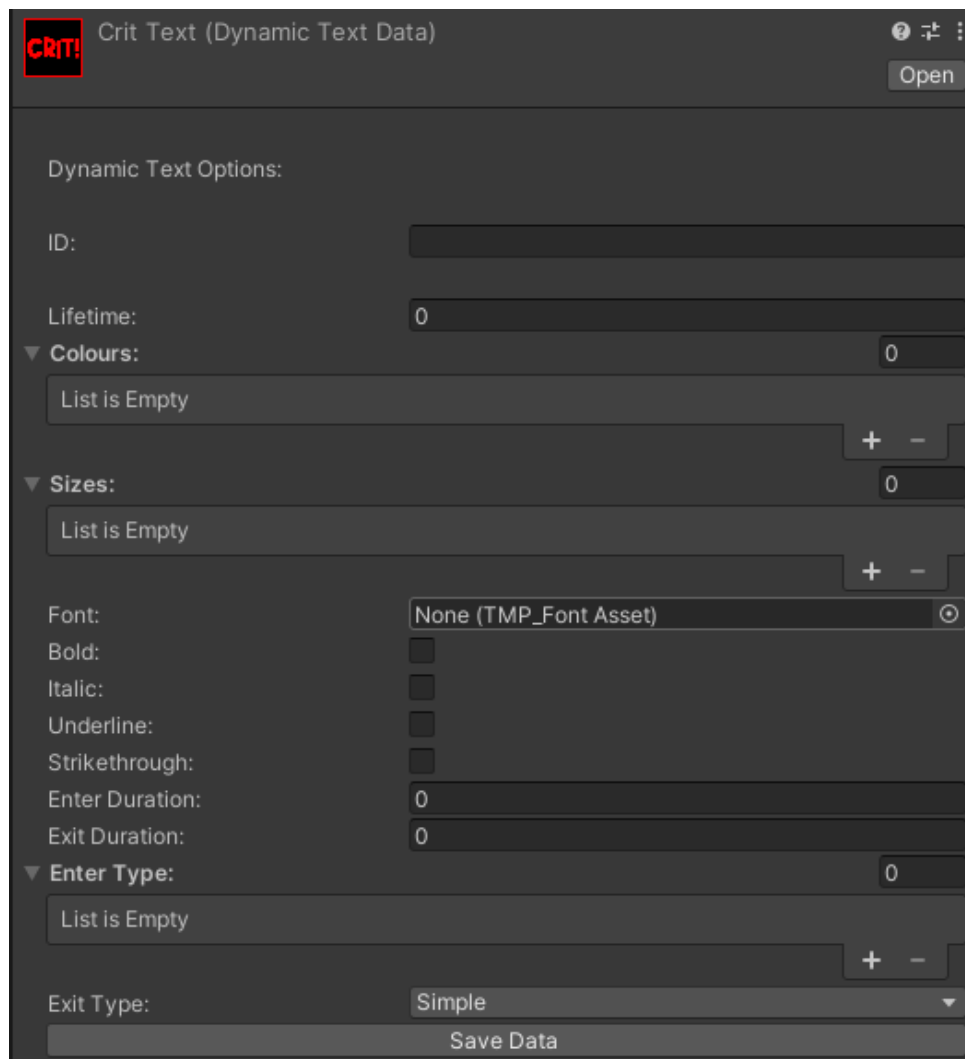 CRIT!
Crit Text (Dynamic Text Data)
Open
Dynamic Text Options:
ID:
Lifetime: 0
Colours: 0
List is Empty
+ −
Sizes: 0
List is Empty
+ −
Font: None (TMP_Font Asset)
Bold:
Italic:
Underline:
Strikethrough:
Enter Duration: 0
Exit Duration: 0
Enter Type: 0
List is Empty
+ −
Exit Type: Simple
Save Data